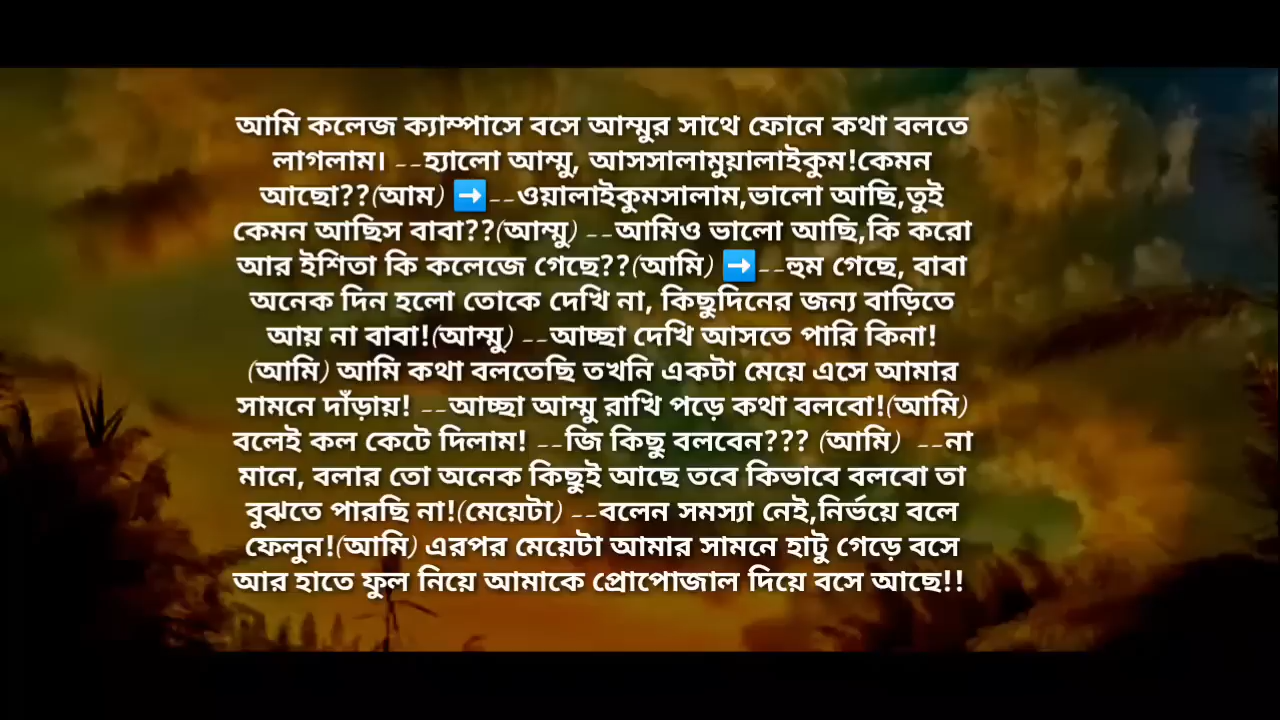 আমি কলেজ ক্যাম্পাসে বসে আম্মুর সাথে ফোনে কথা বলতে
লাগলাম। --হ্যালো আম্মু, আসসালামুয়ালাইকুম!কেমন
আছো??(আম) ➡️--ওয়ালাইকুমসালাম,ভালো আছি,তুই
কেমন আছিস বাবা??(আম্মু) --আমিও ভালো আছি,কি করো
আর ইশিতা কি কলেজে গেছে??(আমি) ➡️--হুম গেছে, বাবা
অনেক দিন হলো তোকে দেখি না, কিছুদিনের জন্য বাড়িতে
আয় না বাবা!(আম্মু) --আচ্ছা দেখি আসতে পারি কিনা!
(আমি) আমি কথা বলতেছি তখনি একটা মেয়ে এসে আমার
সামনে দাঁড়ায়! --আচ্ছা আম্মু রাখি পড়ে কথা বলবো!(আমি)
বলেই কল কেটে দিলাম! --জি কিছু বলবেন??? (আমি) --না
মানে, বলার তো অনেক কিছুই আছে তবে কিভাবে বলবো তা
বুঝতে পারছি না!(মেয়েটা) --বলেন সমস্যা নেই,নির্ভয়ে বলে
ফেলুন!(আমি) এরপর মেয়েটা আমার সামনে হাটু গেড়ে বসে
আর হাতে ফুল নিয়ে আমাকে প্রোপোজাল দিয়ে বসে আছে!!